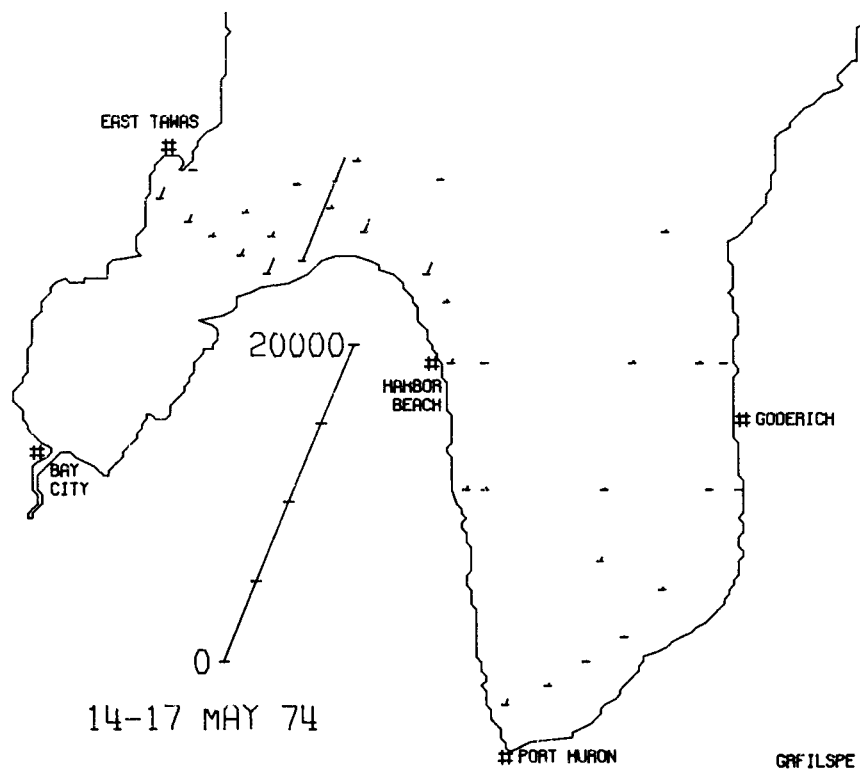 EAST TAWAS
20000
HARBOR
BEACH
GODERICH
BAY
CITY
0
14-17 MAY 74
PORT HURON
GRFILSPE